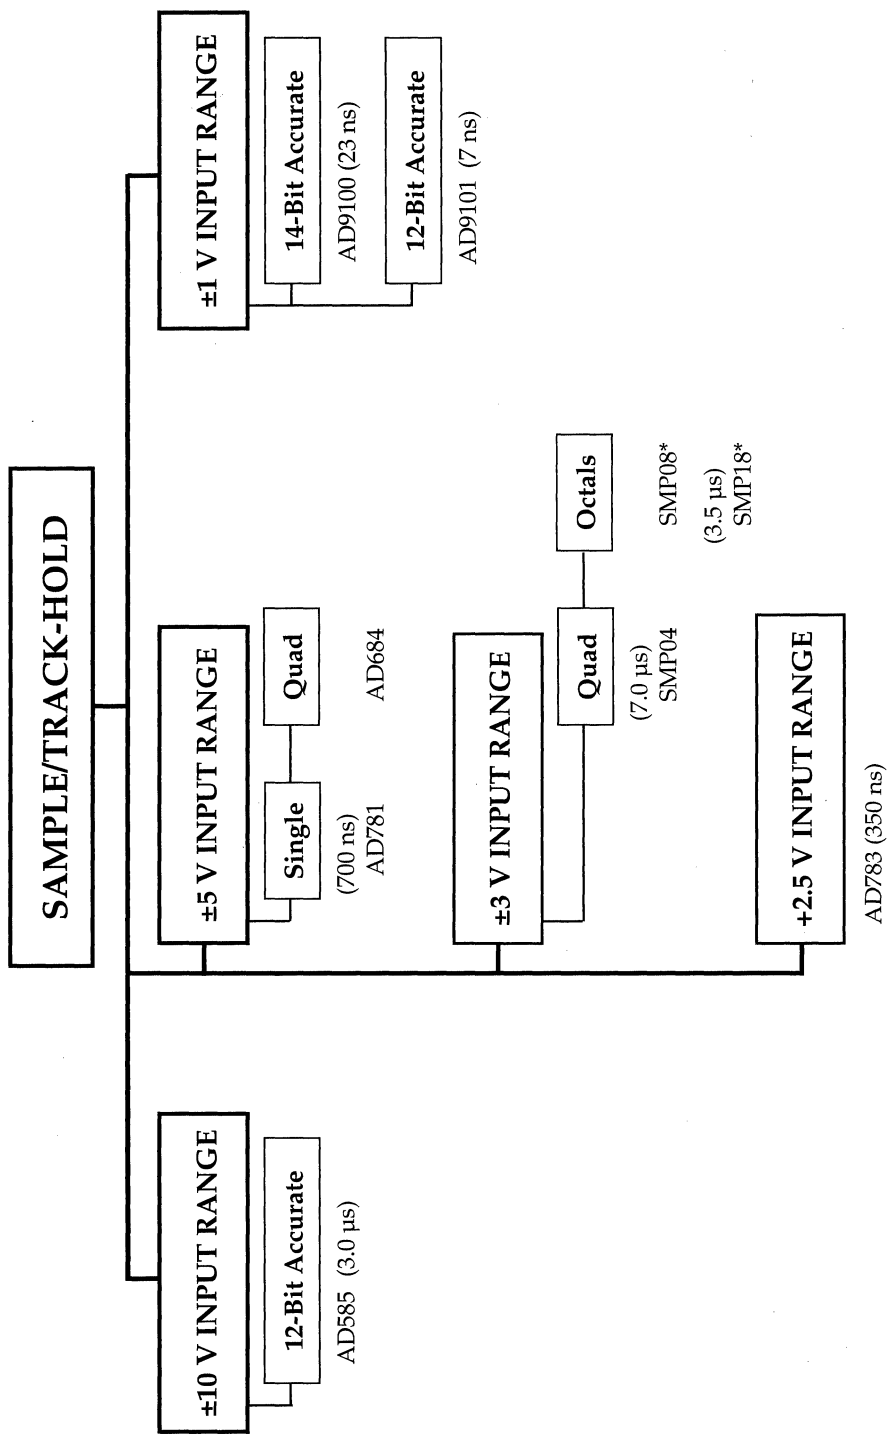 SAMPLE/TRACK-HOLD
±10 V INPUT RANGE
12-Bit Accurate
AD585 (3.0 µs)
±5 V INPUT RANGE
Single
(700 ns)
AD781
Quad
AD684
±3 V INPUT RANGE
Quad
(7.0 µs)
SMP04
Octals
SMP08*
(3.5 µs)
SMP18*
+2.5 V INPUT RANGE
AD783 (350 ns)
±1 V INPUT RANGE
14-Bit Accurate
AD9100 (23 ns)
12-Bit Accurate
AD9101 (7 ns)